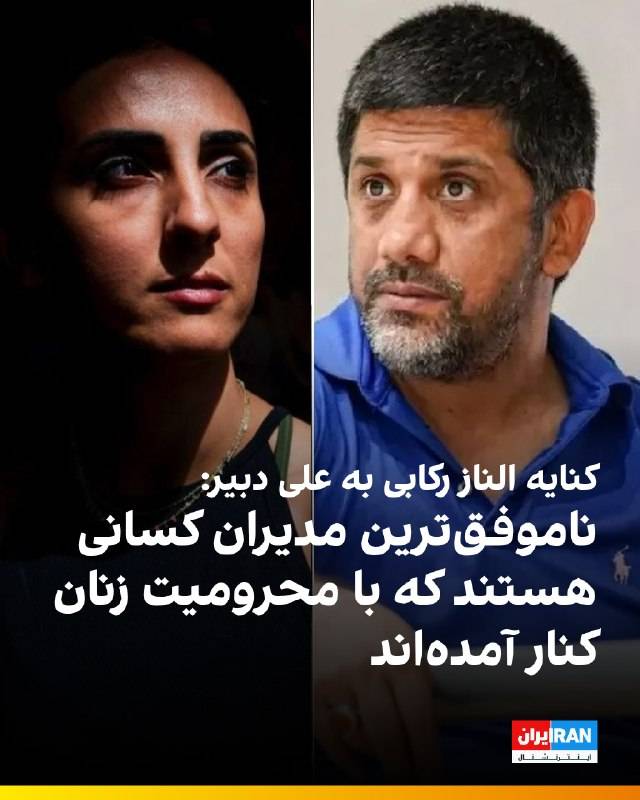 کنایه الناز رکابی به علی دبیر:
ناموفق‌ترین مدیران کسانی
هستند که با محرومیت زنان
کنار آمده‌اند
ایران IRAN
اینترنشنال